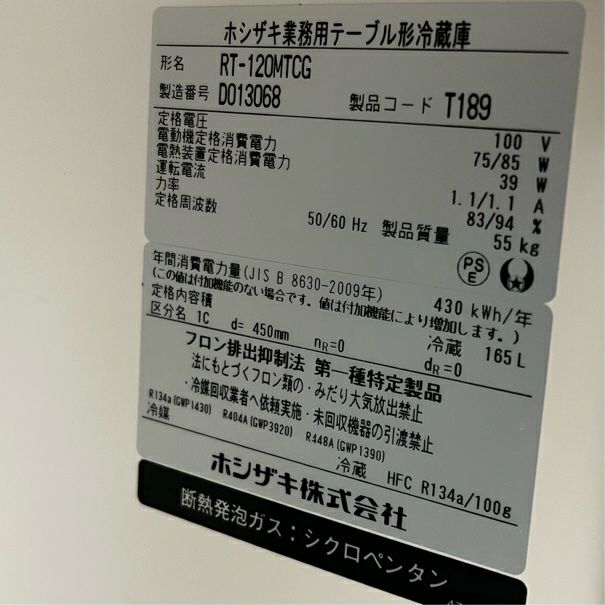 ホシザキ業務用テーブル形冷蔵庫
形名 RT-120MTCG
製造番号 D013068 製品コード T189
定格電圧 100 V
電動機定格消費電力 75/85 W
電熱装置定格消費電力 39 W
運転電流 1.1/1.1 A
力率 83/94 %
定格周波数 50/60 Hz 製品質量 55 kg
PSE
年間消費電力量(JIS B 8630-2009年) 430 kWh/年
(この値は付加機能のない場合です。値は付加機能により増加します。)
定格内容積 冷蔵 165 L
区分名 1C d= 450mm nR=0 dR=0
フロン排出抑制法 第一種特定製品
法にもとづくフロン類の・みだり大気放出禁止
・冷媒回収業者へ依頼実施・未回収機器の引渡禁止
R134a(GWP1430) R404A(GWP3920) R448A(GWP1390)
冷媒 冷蔵 HFC R134a/100g
ホシザキ株式会社
断熱発泡ガス:シクロペンタン